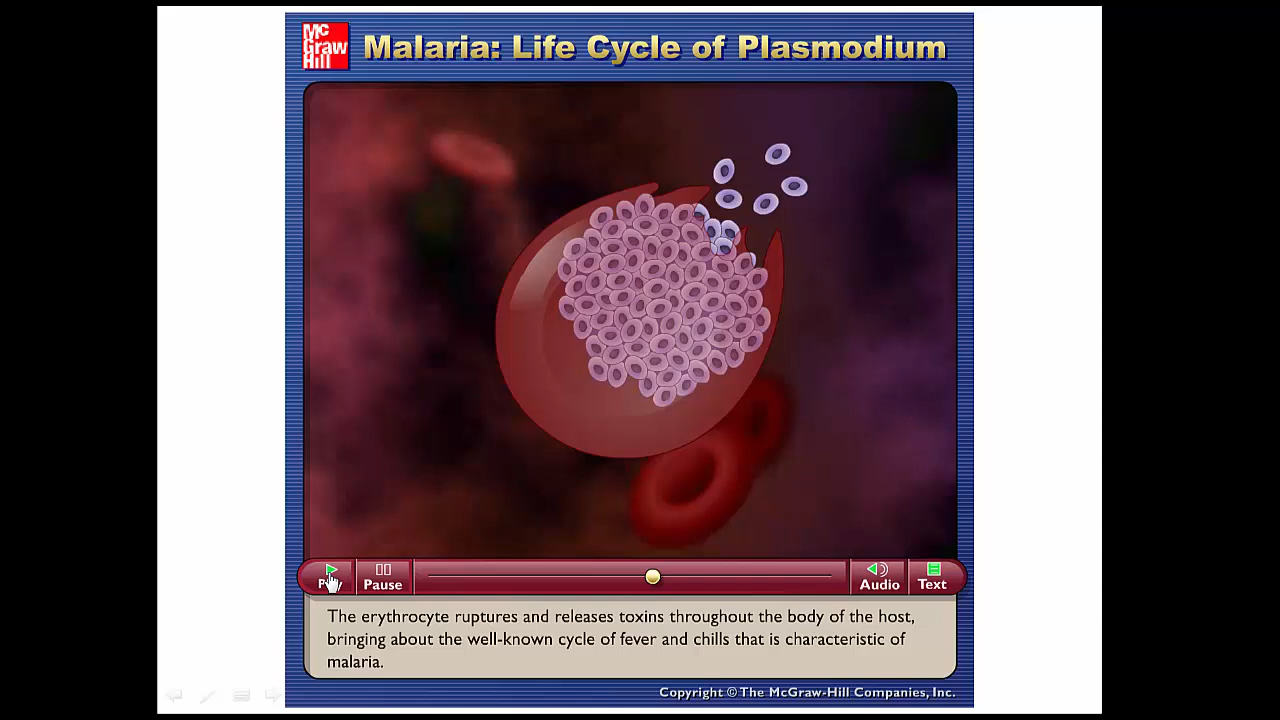 Mc
Graw
Hill
Malaria: Life Cycle of Plasmodium
Pause
Audio
Text
The erythrocyte ruptures and releases toxins throughout the body of the host,
bringing about the well-known cycle of fever and chills that is characteristic of
malaria.
Copyright © The McGraw-Hill Companies, Inc.